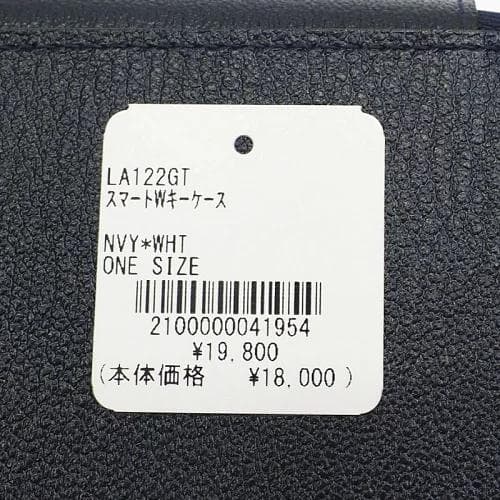 LA122GT
スマートWキーケース
NVY*WHT
ONE SIZE
2100000041954
¥19,800
(本体価格 ¥18,000)